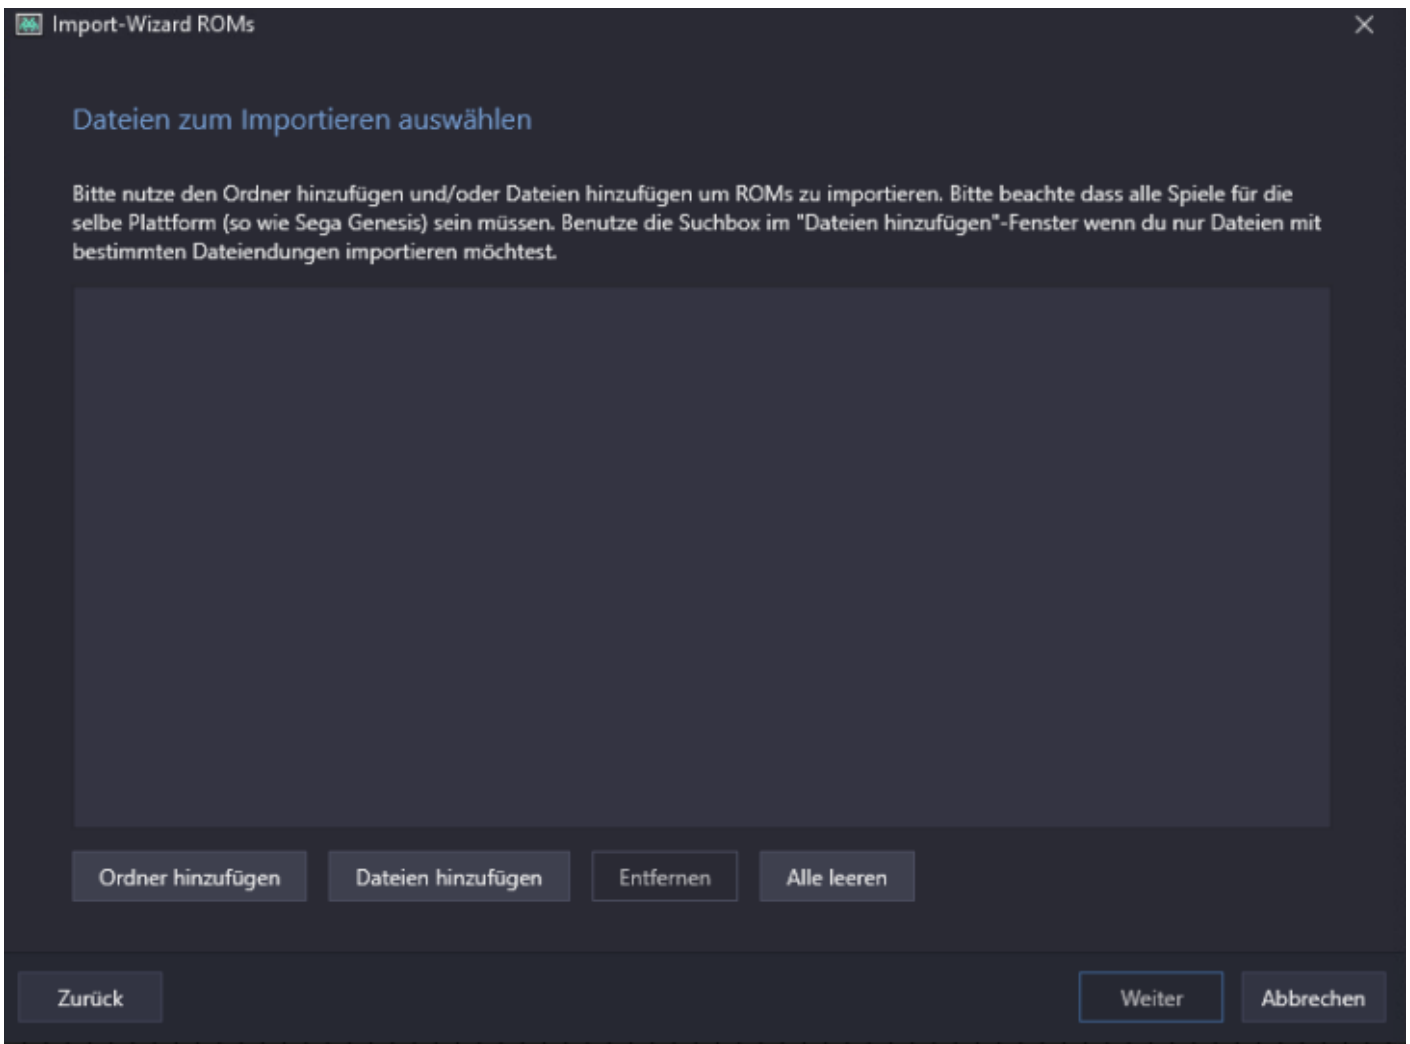 Import-Wizard ROMs
Dateien zum Importieren auswählen
Bitte nutze den Ordner hinzufügen und/oder Dateien hinzufügen um ROMs zu importieren. Bitte beachte dass alle Spiele für die
selbe Plattform (so wie Sega Genesis) sein müssen. Benutze die Suchbox im "Dateien hinzufügen"-Fenster wenn du nur Dateien mit
bestimmten Dateiendungen importieren möchtest.
Ordner hinzufügen
Dateien hinzufügen
Entfernen
Alle leeren
Zurück
Weiter
Abbrechen